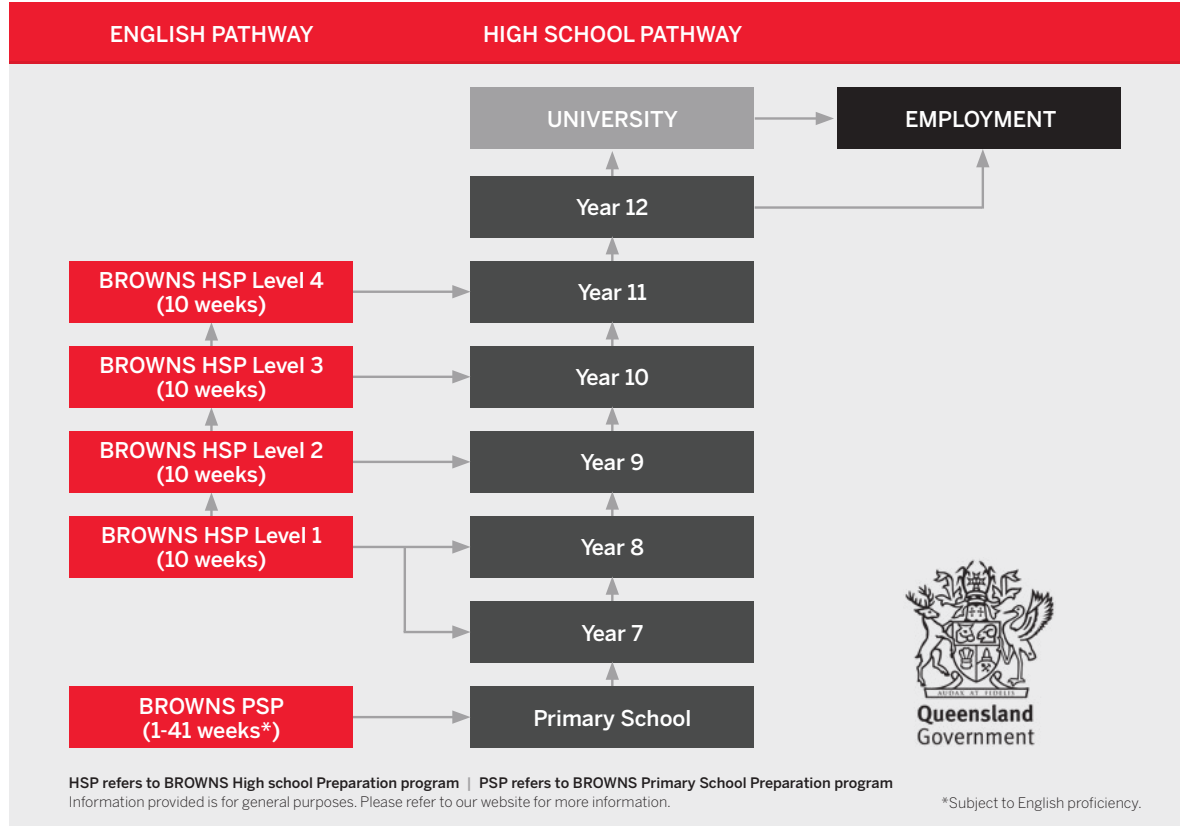 ENGLISH PATHWAY
HIGH SCHOOL PATHWAY
UNIVERSITY
EMPLOYMENT
Year 12
BROWNS HSP Level 4
(10 weeks)
Year 11
BROWNS HSP Level 3
(10 weeks)
Year 10
BROWNS HSP Level 2
(10 weeks)
Year 9
BROWNS HSP Level 1
(10 weeks)
Year 8
Year 7
BROWNS PSP
(1-41 weeks*)
Primary School
AUDAX AT FIDELIS
Queensland
Government
HSP refers to BROWNS High school Preparation program | PSP refers to BROWNS Primary School Preparation program
Information provided is for general purposes. Please refer to our website for more information.
*Subject to English proficiency.